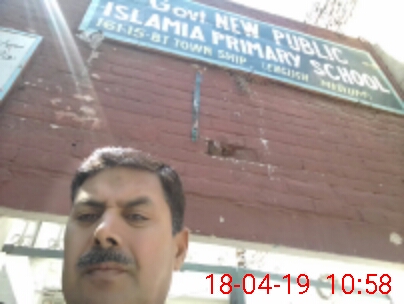 Govt NEW PUBLIC
ISLAMIA PRIMARY SCHOOL
161-15-B1 TOWN SHIP (ENGLISH MEDIUM)
18-04-19 10:58